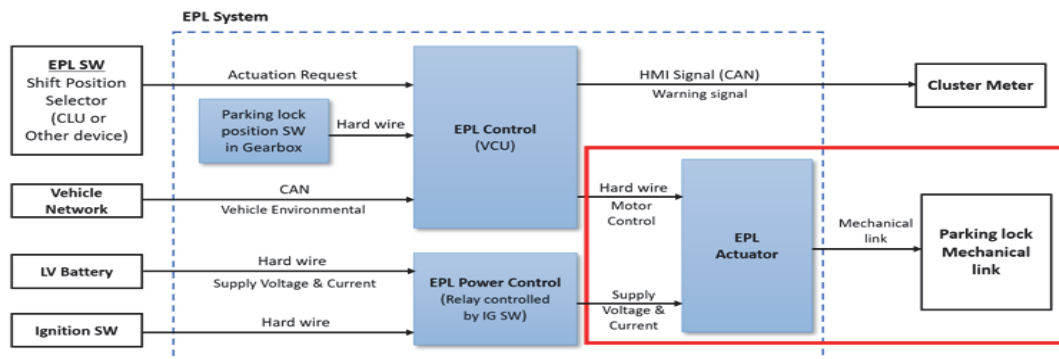 EPL System
EPL SW
Shift Position
Selector
(CLU or
Other device)
Actuation Request
Parking lock
position SW
in Gearbox
Hard wire
EPL Control
(VCU)
HMI Signal (CAN)
Warning signal
Cluster Meter
Vehicle
Network
CAN
Vehicle Environmental
Hard wire
Motor
Control
EPL
Actuator
Mechanical
link
Parking lock
Mechanical
link
LV Battery
Hard wire
Supply Voltage & Current
EPL Power Control
(Relay controlled
by IG SW)
Supply
Voltage &
Current
Ignition SW
Hard wire